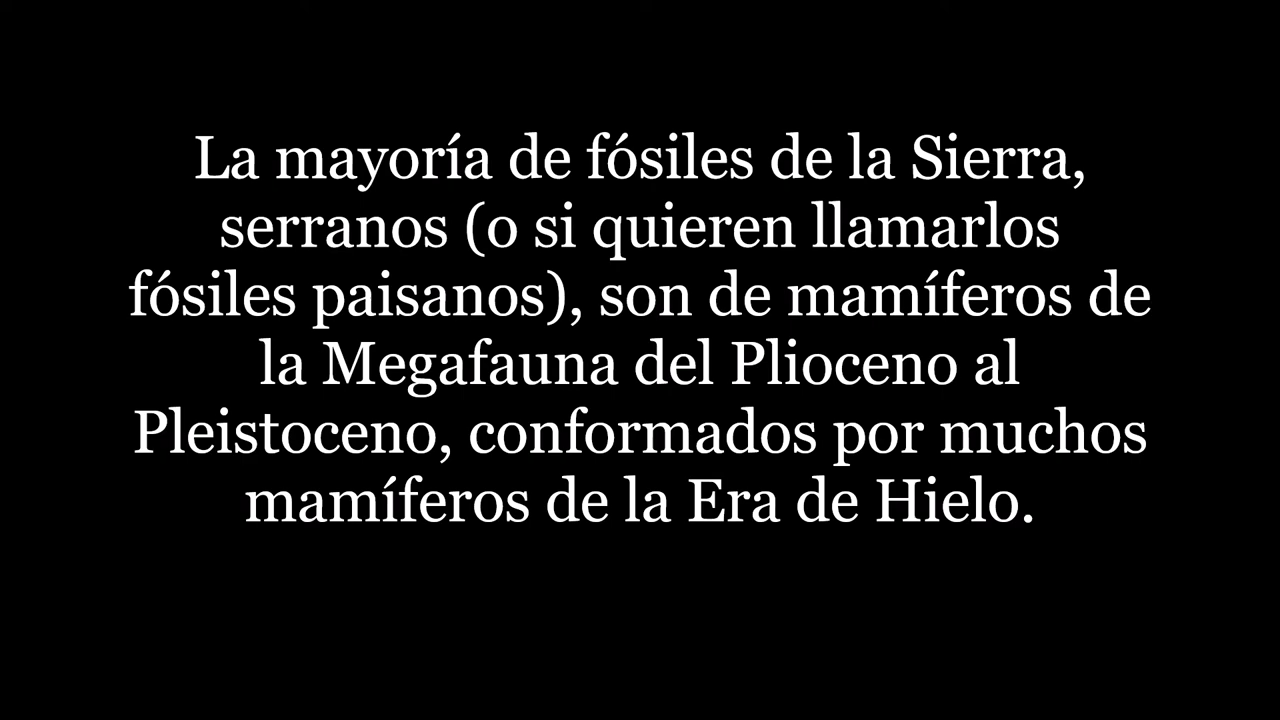 La mayoría de fósiles de la Sierra,
serranos (o si quieren llamarlos
fósiles paisanos), son de mamíferos de
la Megafauna del Plioceno al
Pleistoceno, conformados por muchos
mamíferos de la Era de Hielo.